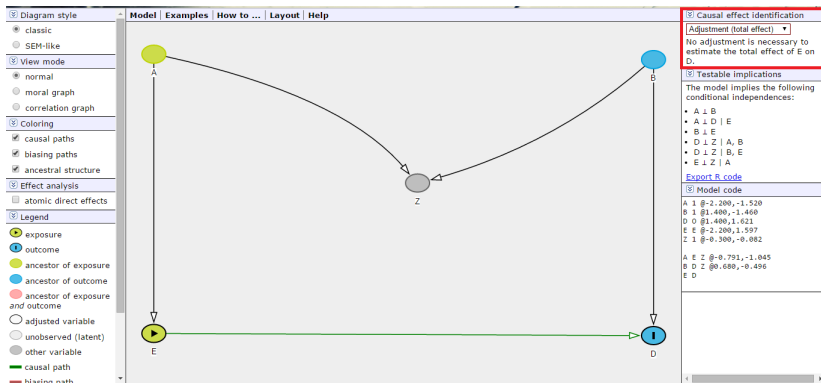 Diagram style
classic
SEM-like
View mode
normal
moral graph
correlation graph
Coloring
causal paths
biasing paths
ancestral structure
Effect analysis
atomic direct effects
Legend
exposure
outcome
ancestor of exposure
ancestor of outcome
ancestor of exposure
and outcome
adjusted variable
unobserved (latent)
other variable
causal path
biasing path
Model | Examples | How to ... | Layout | Help
A
B
Z
E
D
Causal effect identification
Adjustment (total effect)
No adjustment is necessary to
estimate the total effect of E on
D.
Testable implications
The model implies the following
conditional independences:
• A ⊥ B
• A ⊥ D | E
• B ⊥ E
• D ⊥ Z | A, B
• D ⊥ Z | B, E
• E ⊥ Z | A
Export R code
Model code
A 1 @-2.200,-1.520
B 1 @1.400,-1.460
D O @1.400,1.621
E E @-2.200,1.597
Z 1 @-0.300,-0.082
A E Z @-0.791,-1.045
B D Z @0.680,-0.496
E D